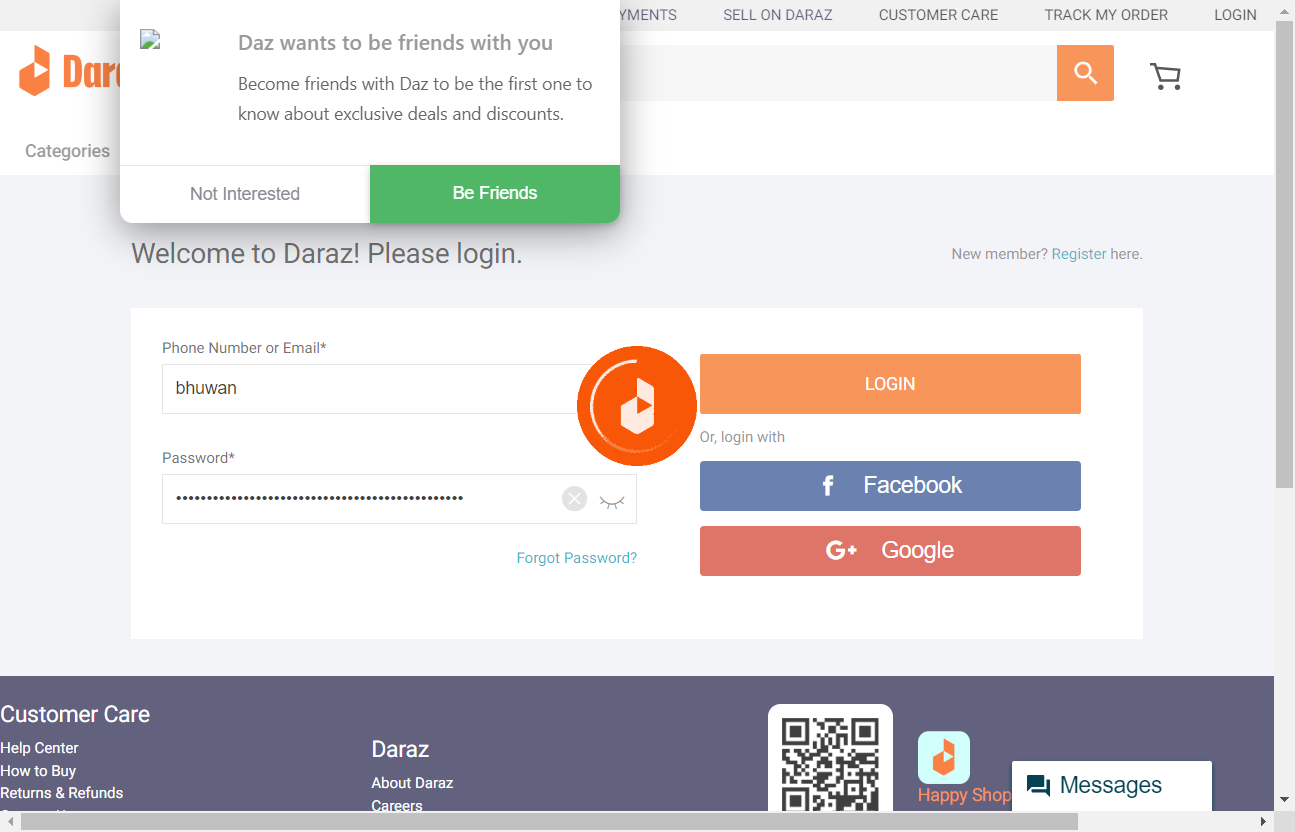 YMENTS
SELL ON DARAZ
CUSTOMER CARE
TRACK MY ORDER
LOGIN
Daz wants to be friends with you
Become friends with Daz to be the first one to
know about exclusive deals and discounts.
Not Interested
Be Friends
Dara
Categories
Welcome to Daraz! Please login.
New member? Register here.
Phone Number or Email*
bhuwan
Password*
••••••••••••••••••••••••••••••••••••••••••••••••
Forgot Password?
LOGIN
Or, login with
f Facebook
G+ Google
Customer Care
Help Center
How to Buy
Returns & Refunds
Daraz
About Daraz
Careers
Happy Shop
Messages